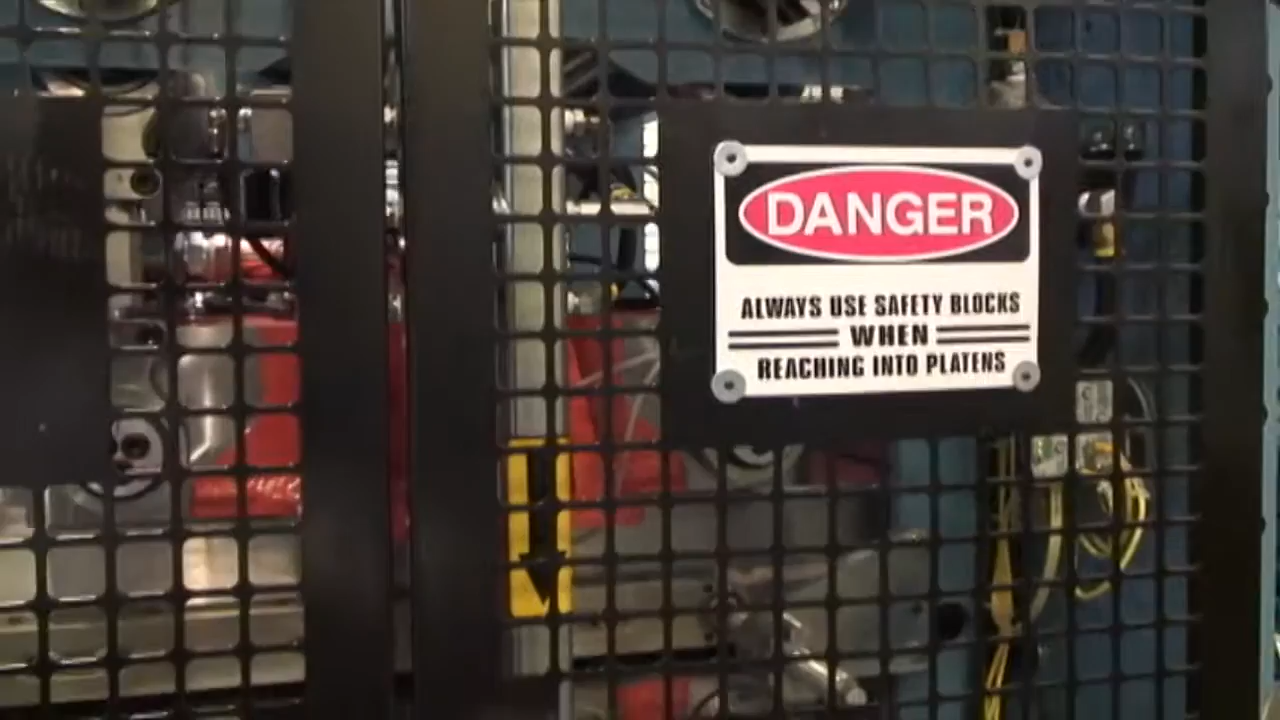 DANGER
ALWAYS USE SAFETY BLOCKS
WHEN
REACHING INTO PLATENS